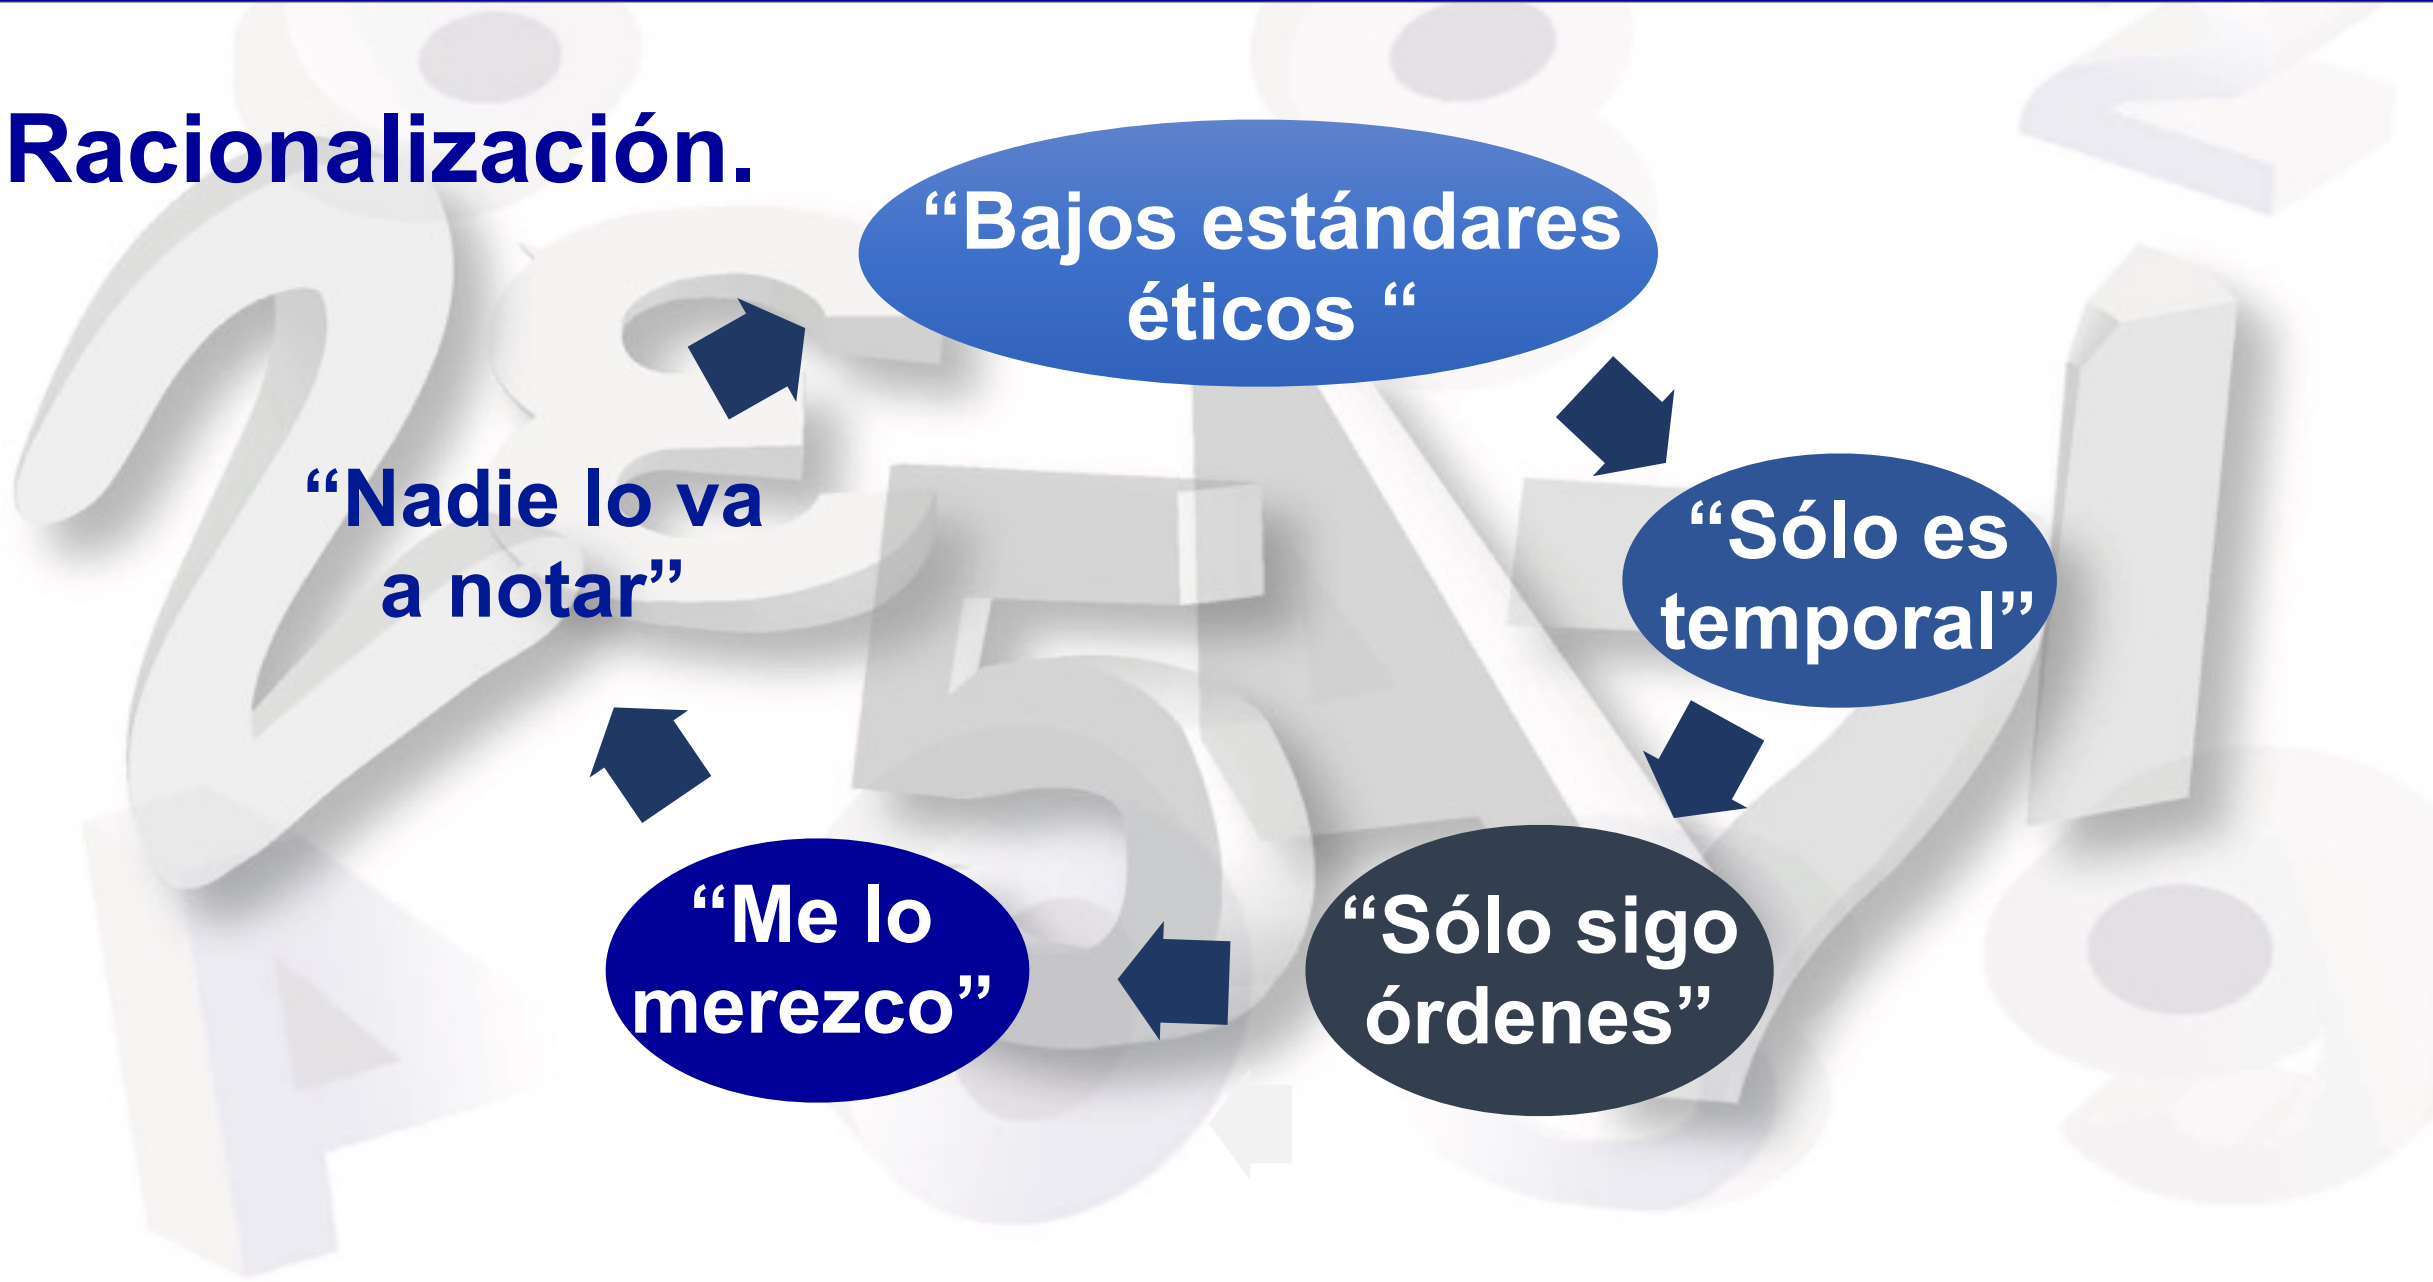 Racionalización.
“Bajos estándares
éticos “
“Sólo es
temporal”
“Sólo sigo
órdenes”
“Me lo
merezco”
“Nadie lo va
a notar”